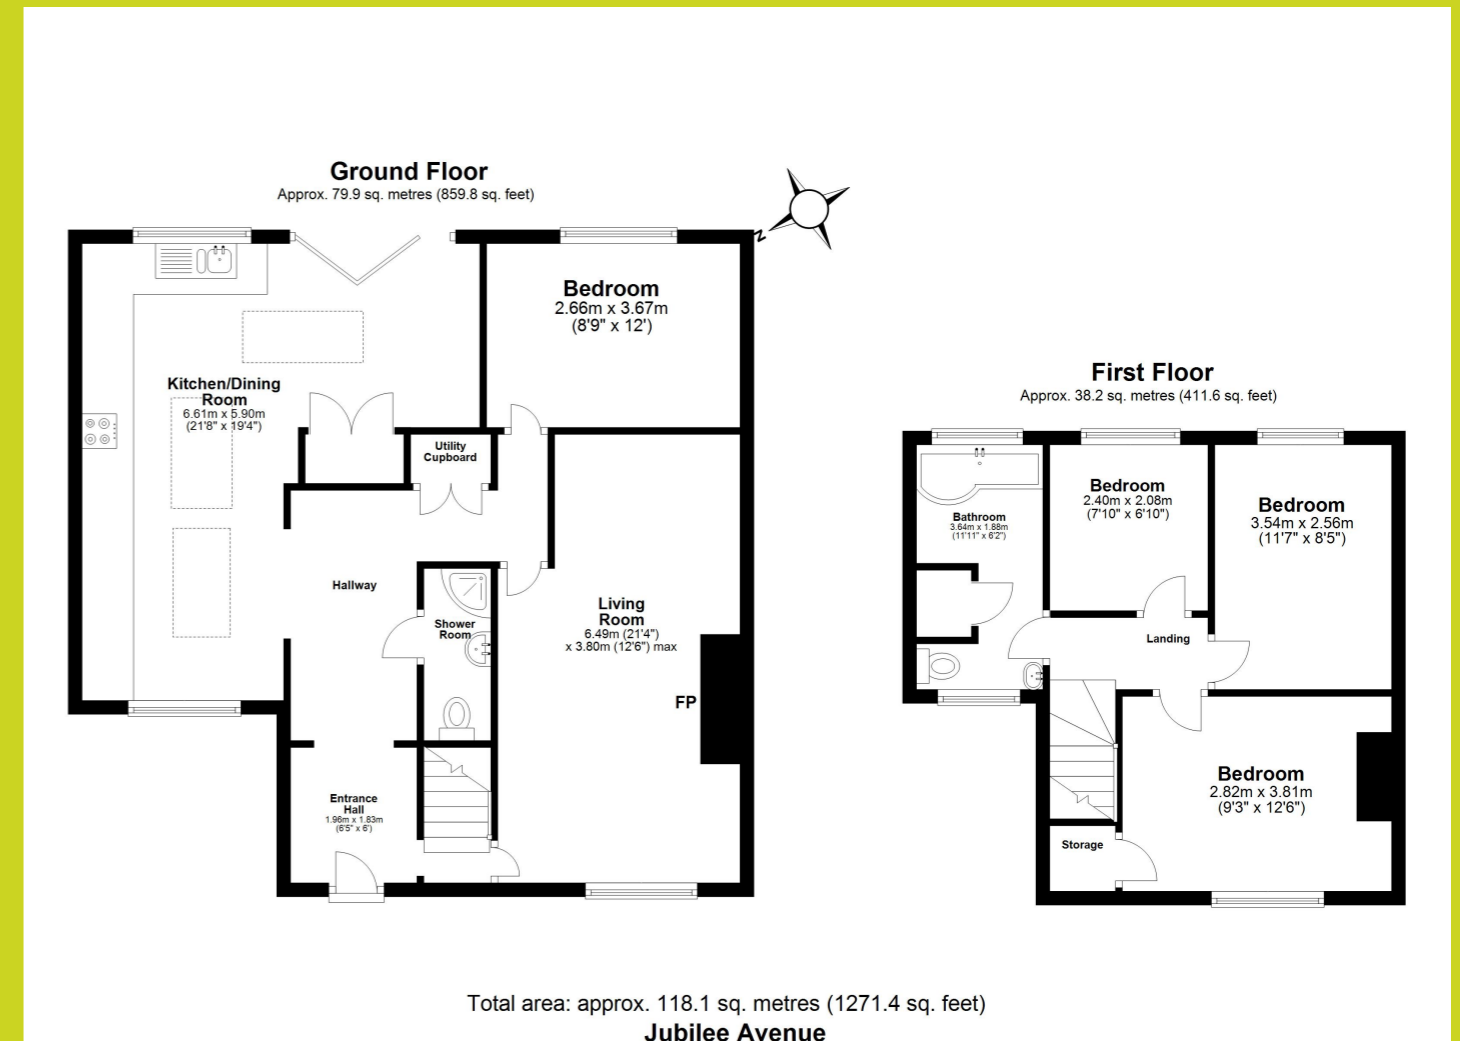 Ground Floor
Approx. 79.9 sq. metres (859.8 sq. feet)
N
Bedroom
2.66m x 3.67m
(8'9" x 12')
Kitchen/Dining
Room
6.61m x 5.90m
(21'8" x 19'4")
Utility
Cupboard
Hallway
Shower
Room
Living
Room
6.49m (21'4")
x 3.80m (12'6") max
FP
Entrance
Hall
1.96m x 1.83m
(6'5" x 6')
First Floor
Approx. 38.2 sq. metres (411.6 sq. feet)
Bathroom
3.64m x 1.88m
(11'11" x 6'2")
Bedroom
2.40m x 2.08m
(7'10" x 6'10")
Bedroom
3.54m x 2.56m
(11'7" x 8'5")
Landing
Bedroom
2.82m x 3.81m
(9'3" x 12'6")
Storage
Total area: approx. 118.1 sq. metres (1271.4 sq. feet)
Jubilee Avenue